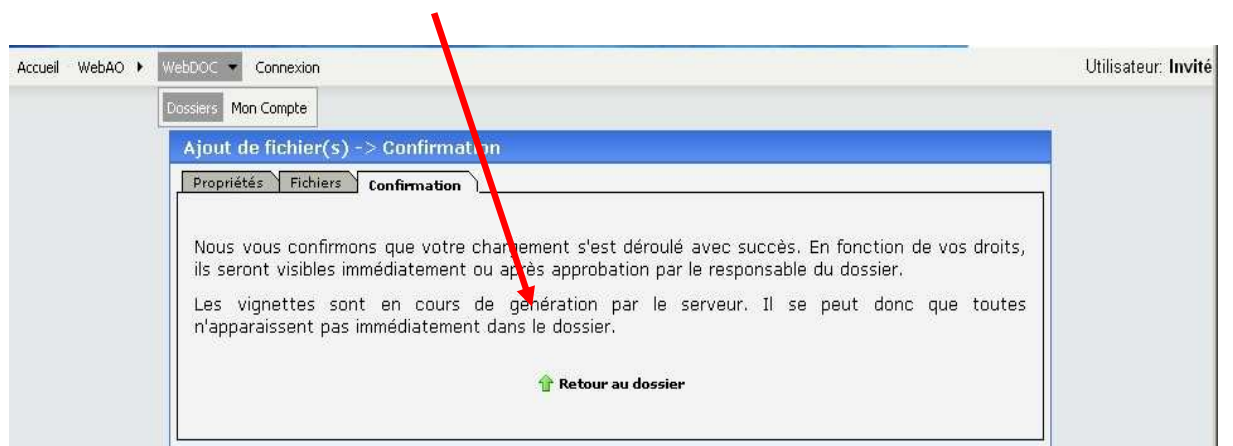 Accueil WebAO WebDOC Connexion Utilisateur: Invité
Dossiers Mon Compte
Ajout de fichier(s) -> Confirmation
Propriétés Fichiers Confirmation
Nous vous confirmons que votre chargement s'est déroulé avec succès. En fonction de vos droits,
ils seront visibles immédiatement ou après approbation par le responsable du dossier.
Les vignettes sont en cours de génération par le serveur. Il se peut donc que toutes
n'apparaissent pas immédiatement dans le dossier.
Retour au dossier